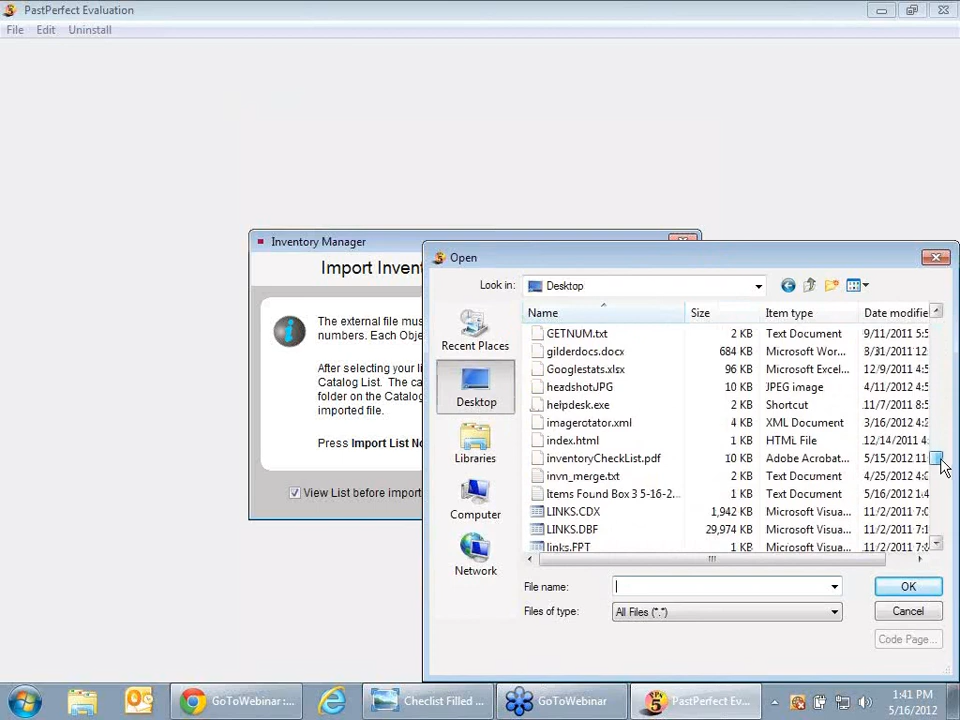 PastPerfect Evaluation
File Edit Uninstall
Inventory Manager
Import Inven
The external file mus
numbers. Each Obje
After selecting your l
Catalog List. The ca
folder on the Catalog
imported file.
Press Import List No
View List before import
Open
Look in: Desktop
Recent Places
Desktop
Libraries
Computer
Network
Name Size Item type Date modifie
GETNUM.txt 2 KB Text Document 9/11/2011 5:5
gilderdocs.docx 684 KB Microsoft Wor... 3/31/2011 12
Googlestats.xlsx 96 KB Microsoft Excel... 12/9/2011 4:5
headshotJPG 10 KB JPEG image 4/11/2012 4:5
helpdesk.exe 2 KB Shortcut 11/7/2011 8:5
imagerotator.xml 4 KB XML Document 3/16/2012 4:
index.html 1 KB HTML File 12/14/2011 4:
inventoryCheckList.pdf 10 KB Adobe Acrobat... 5/15/2012 11
invn_merge.txt 2 KB Text Document 4/25/2012 4:
Items Found Box 3 5-16-2... 1 KB Text Document 5/16/2012 1:4
LINKS.CDX 1,942 KB Microsoft Visua... 11/2/2011 7:
LINKS.DBF 29,974 KB Microsoft Visua... 11/2/2011 7:
links.FPT 1 KB Microsoft Visua... 11/2/2011 7:
File name: OK
Files of type: All Files (*.*) Cancel
Code Page...
GoToWebinar :...
Checlist Filled ...
GoToWebinar
PastPerfect Ev...
1:41 PM
5/16/2012